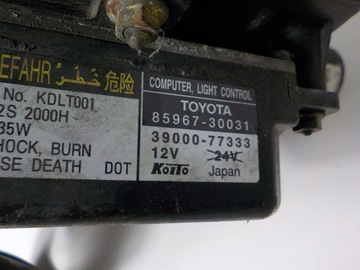 EFAHR خطر 危险
No. KDLT001
2S 2000H
35W
HOCK, BURN
SE DEATH DOT
COMPUTER, LIGHT CONTROL
TOYOTA
85967-30031
39000-77333
12V 24V
KOITO Japan